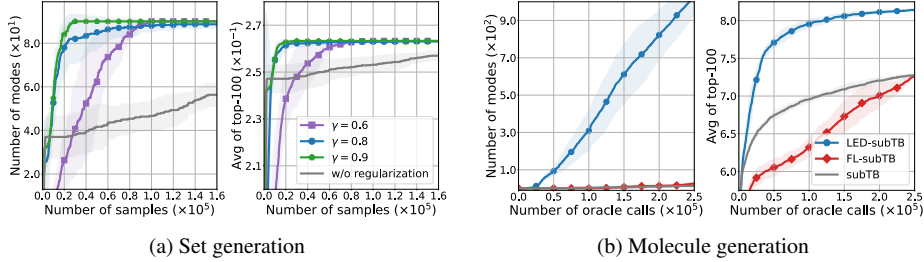 Number of modes (×10¹)
8.0
6.0
4.0
2.0
0.0 0.2 0.4 0.6 0.8 1.0 1.2 1.4 1.6
Number of samples (×10⁵)
Avg of top-100 (×10⁻¹)
2.7
2.5
2.3
2.1
γ = 0.6
γ = 0.8
γ = 0.9
w/o regularization
0.0 0.2 0.4 0.6 0.8 1.0 1.2 1.4 1.6
Number of samples (×10⁵)
(a) Set generation
Number of modes (×10²)
9.0
7.0
5.0
3.0
1.0
0.0 0.5 1.0 1.5 2.0 2.5
Number of oracle calls (×10⁵)
Avg of top-100
8.0
7.5
7.0
6.5
6.0
LED-subTB
FL-subTB
subTB
0.0 0.5 1.0 1.5 2.0 2.5
Number of oracle calls (×10⁵)
(b) Molecule generation